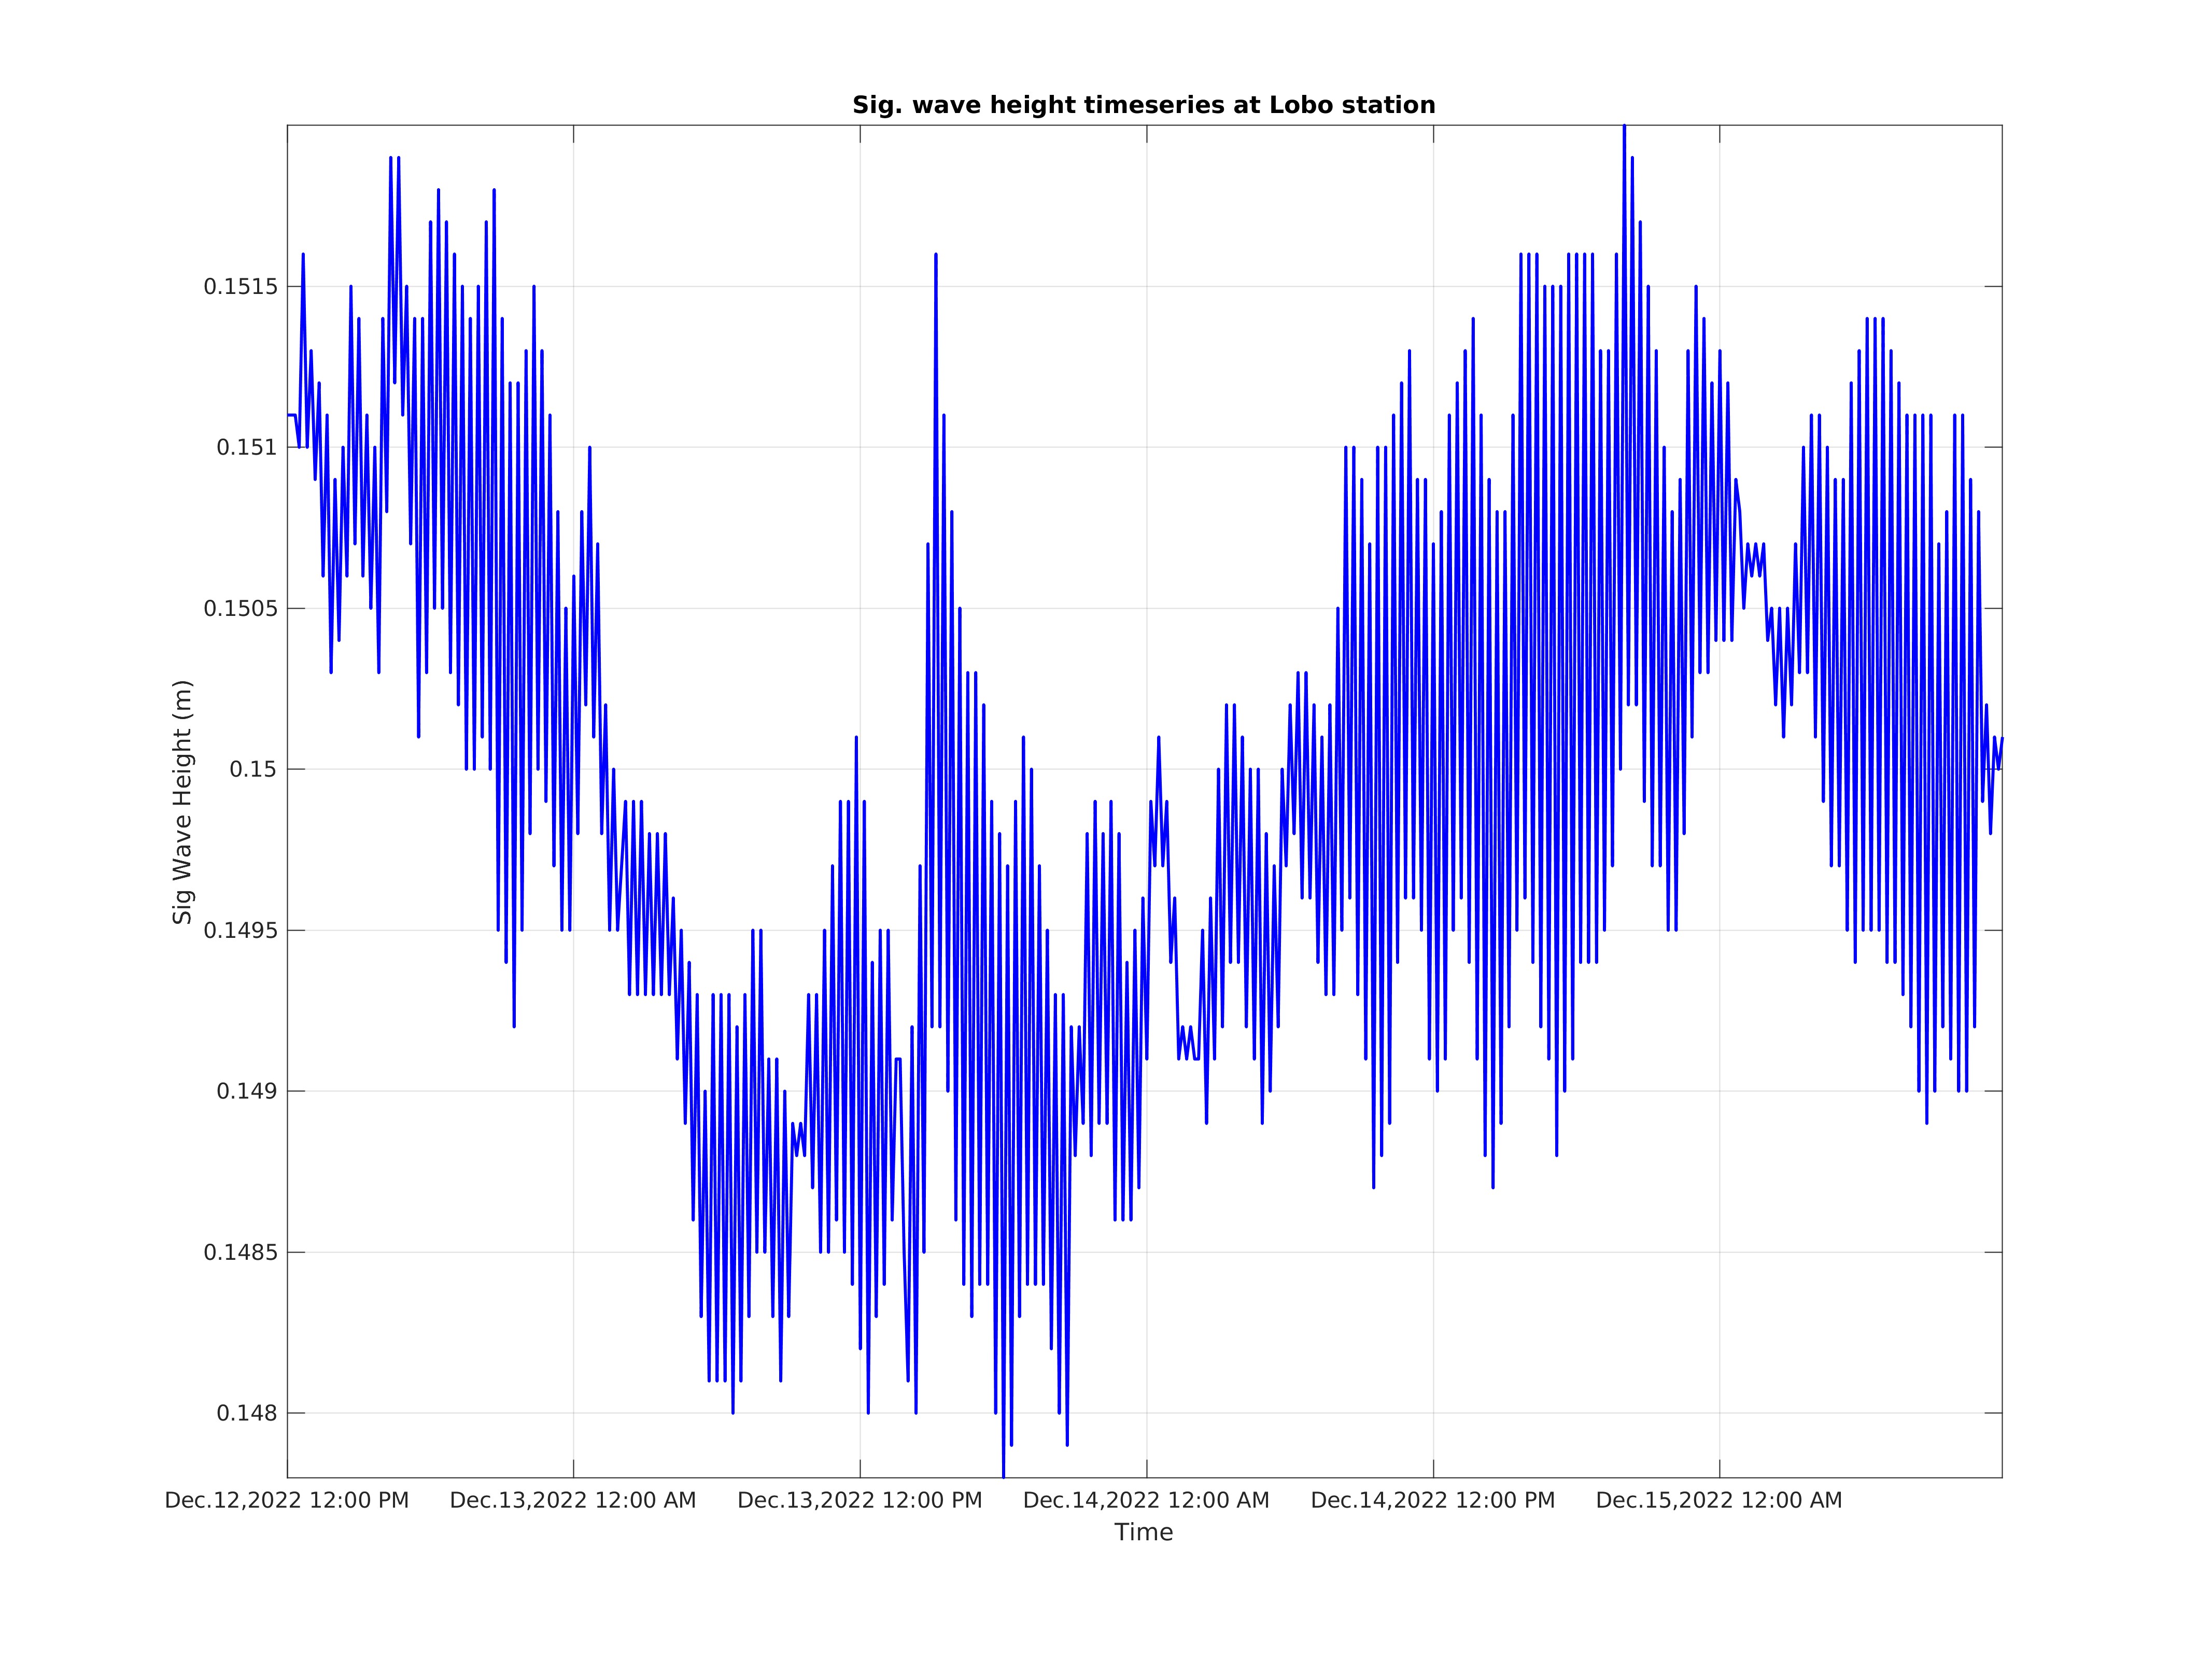 Sig. wave height timeseries at Lobo station
0.1515
0.151
0.1505
0.15
0.1495
0.149
0.1485
0.148
Sig Wave Height (m)
Dec.12,2022 12:00 PM Dec.13,2022 12:00 AM Dec.13,2022 12:00 PM Dec.14,2022 12:00 AM Dec.14,2022 12:00 PM Dec.15,2022 12:00 AM
Time